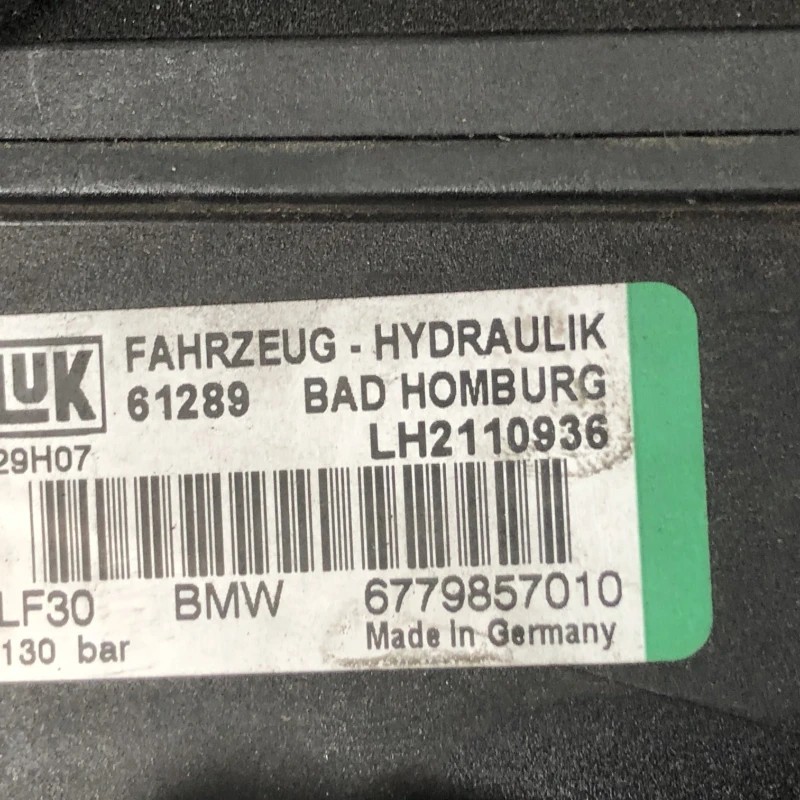 LUK
FAHRZEUG - HYDRAULIK
61289 BAD HOMBURG
LH2110936
29H07
LF30 BMW 6779857010
130 bar Made In Germany